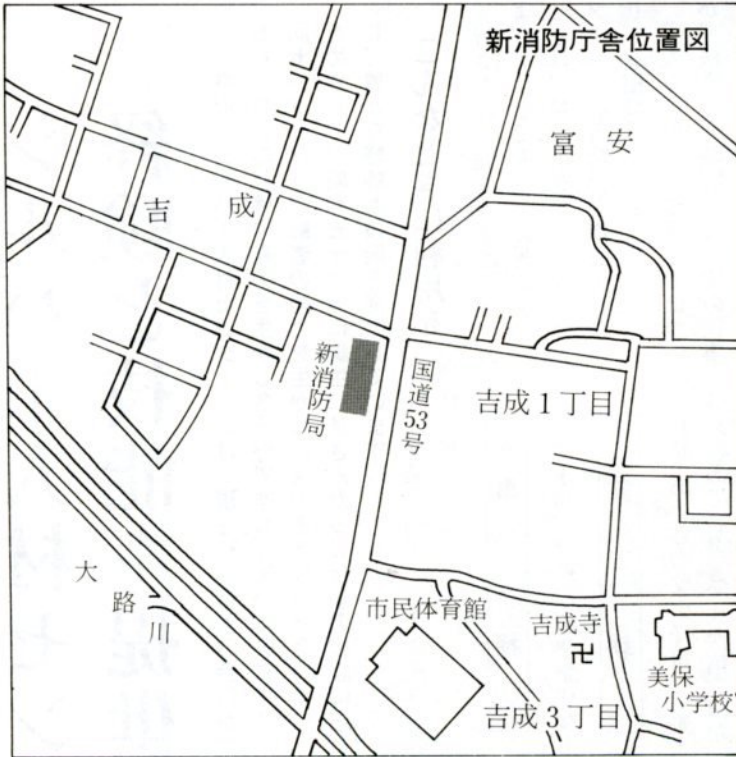 新消防庁舎位置図
富安
吉成
新消防局
国道53号
吉成1丁目
大路川
市民体育館
吉成寺
卍
美保
小学校
吉成3丁目